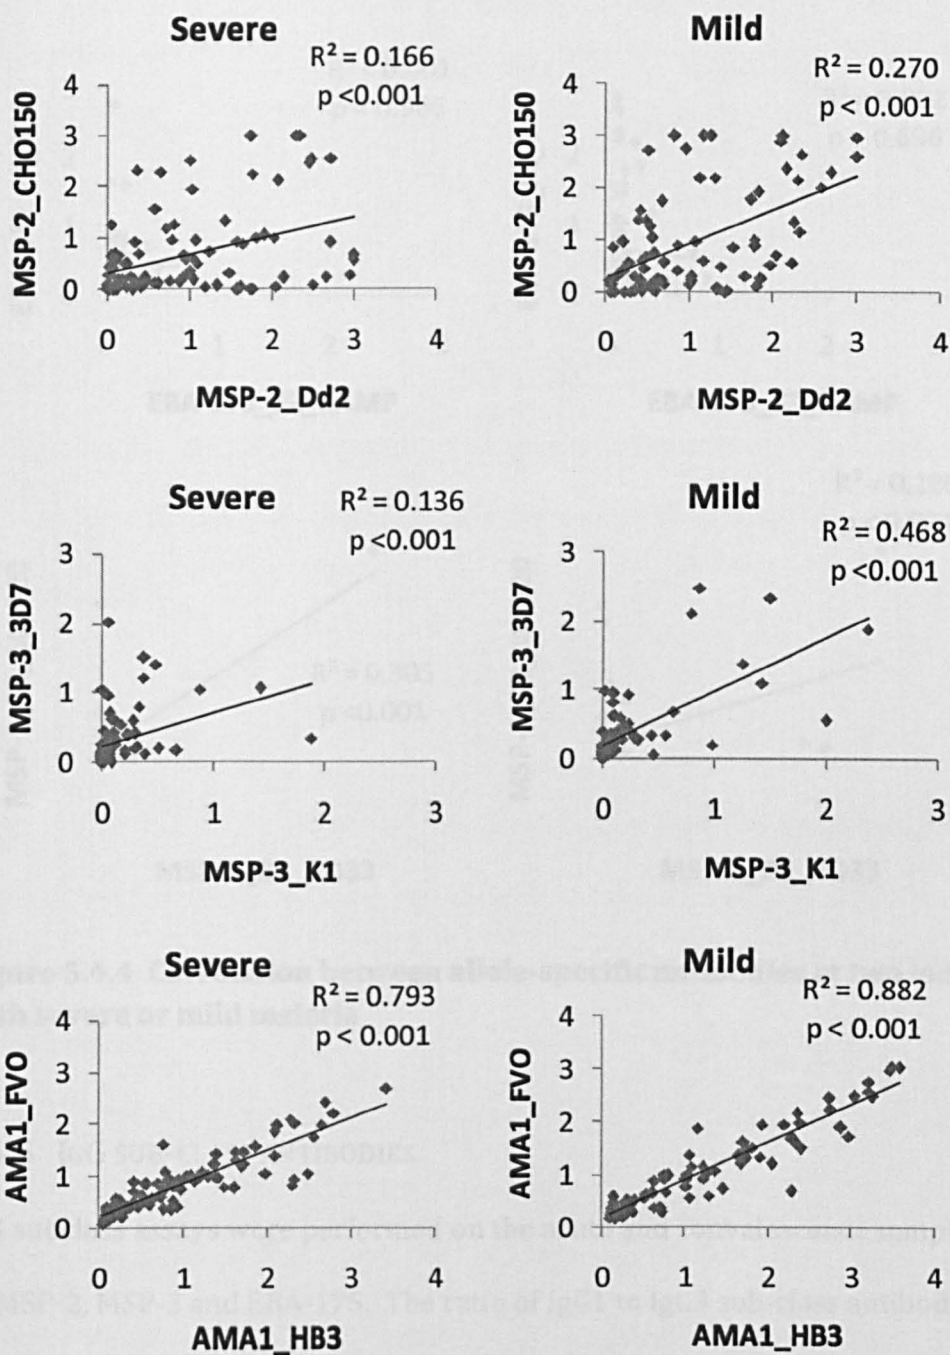 Severe
R² = 0.166
p <0.001
MSP-2_CHO150
4
3
2
1
0
0 1 2 3 4
MSP-2_Dd2
Mild
R² = 0.270
p < 0.001
MSP-2_CHO150
4
3
2
1
0
0 1 2 3 4
MSP-2_Dd2
Severe
R² = 0.136
p <0.001
MSP-3_3D7
3
2
1
0
0 1 2 3
MSP-3_K1
Mild
R² = 0.468
p <0.001
MSP-3_3D7
3
2
1
0
0 1 2 3
MSP-3_K1
Severe
R² = 0.793
p < 0.001
AMA1_FVO
4
3
2
1
0
0 1 2 3 4
AMA1_HB3
Mild
R² = 0.882
p < 0.001
AMA1_FVO
4
3
2
1
0
0 1 2 3 4
AMA1_HB3